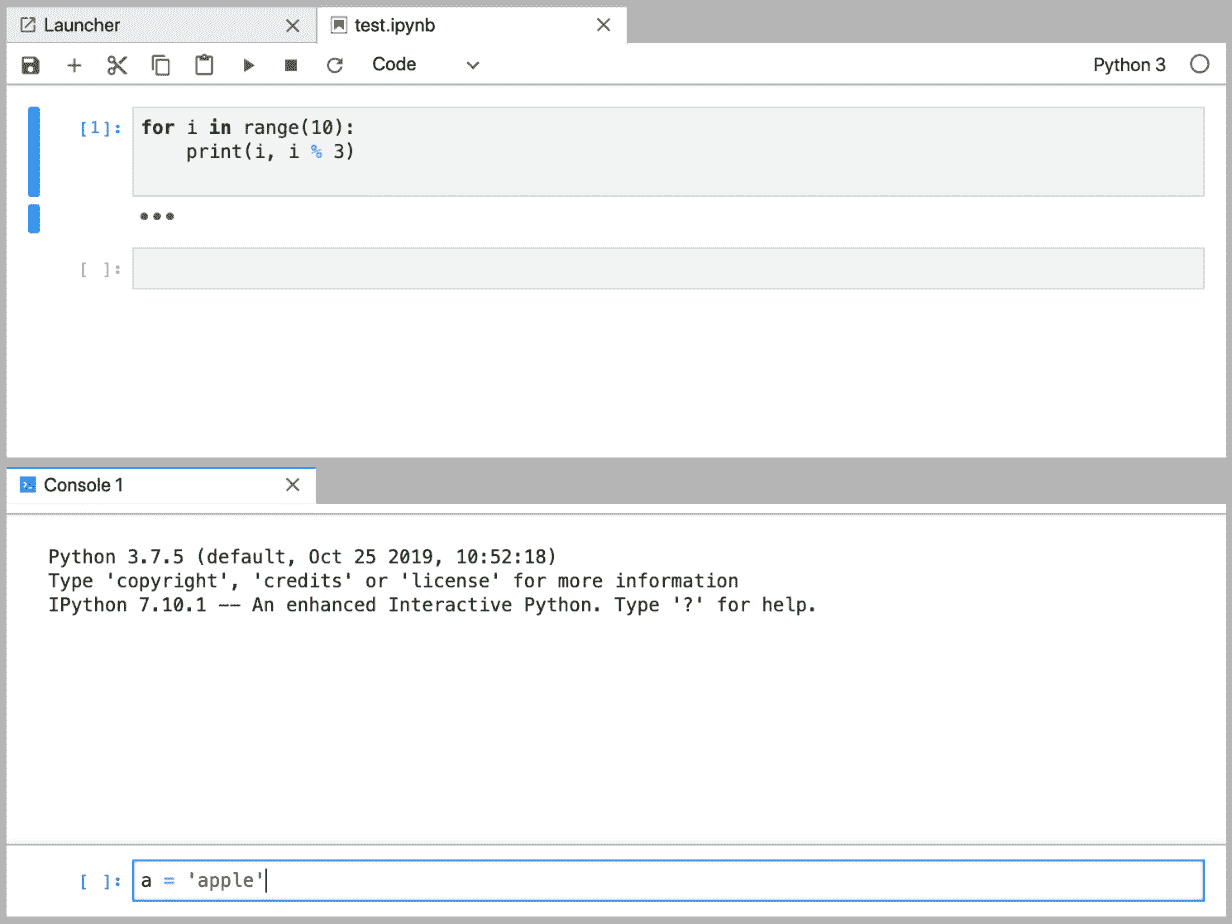 Launcher
test.ipynb
Code
Python 3
[1]:
for i in range(10):
    print(i, i % 3)
•••
[ ]:
Console 1
Python 3.7.5 (default, Oct 25 2019, 10:52:18)
Type 'copyright', 'credits' or 'license' for more information
IPython 7.10.1 -- An enhanced Interactive Python. Type '?' for help.
[ ]:
a = 'apple'